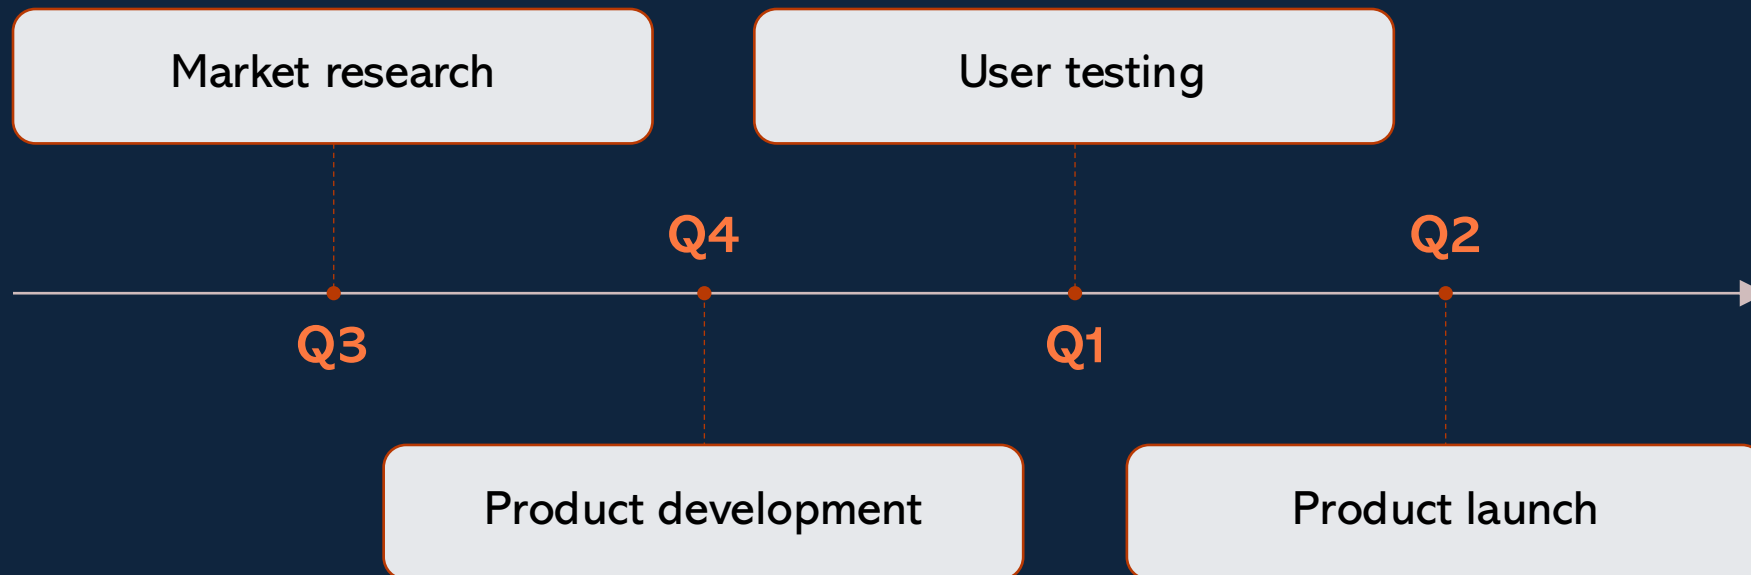 Market research
User testing
Q4
Q2
Q3
Q1
Product development
Product launch